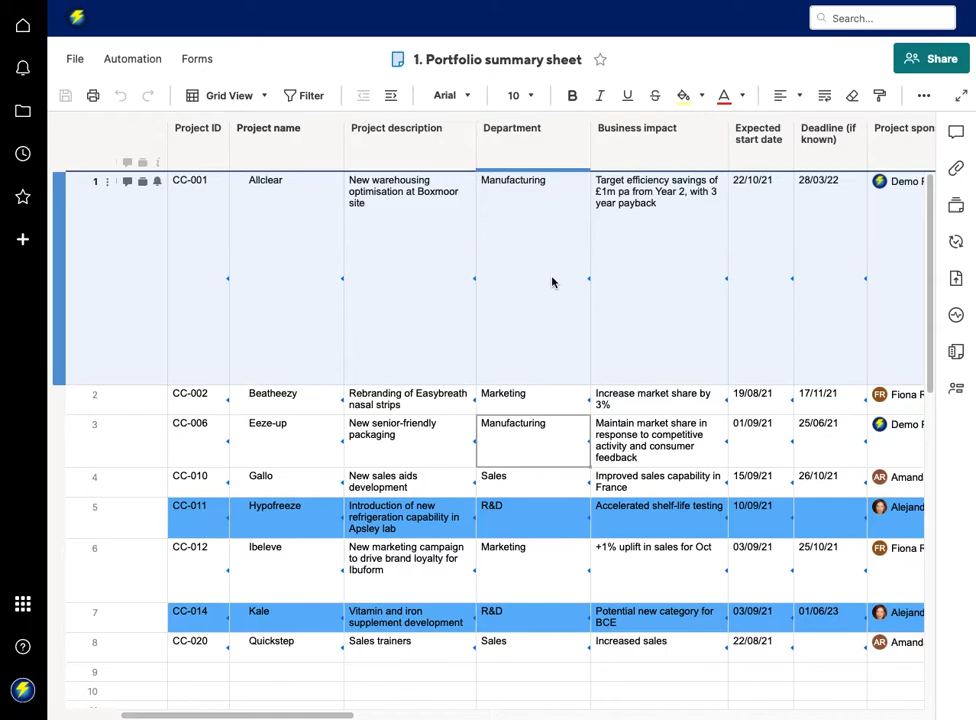 Search...
File Automation Forms 1. Portfolio summary sheet Share
Grid View Filter Arial 10 B I U S A
Project ID Project name Project description Department Business impact Expected start date Deadline (if known) Project spon
1 CC-001 Allclear New warehousing optimisation at Boxmoor site Manufacturing Target efficiency savings of £1m pa from Year 2, with 3 year payback 22/10/21 28/03/22 Demo F
2 CC-002 Beatheezy Rebranding of Easybreath nasal strips Marketing Increase market share by 3% 19/08/21 17/11/21 FR Fiona R
3 CC-006 Eeze-up New senior-friendly packaging Manufacturing Maintain market share in response to competitive activity and consumer feedback 01/09/21 25/06/21 Demo F
4 CC-010 Gallo New sales aids development Sales Improved sales capability in France 15/09/21 26/10/21 AR Amand
5 CC-011 Hypofreeze Introduction of new refrigeration capability in Apsley lab R&D Accelerated shelf-life testing 10/09/21 Alejand
6 CC-012 Ibeleve New marketing campaign to drive brand loyalty for Ibuform Marketing +1% uplift in sales for Oct 03/09/21 25/10/21 FR Fiona R
7 CC-014 Kale Vitamin and iron supplement development R&D Potential new category for BCE 03/09/21 01/06/23 Alejand
8 CC-020 Quickstep Sales trainers Sales Increased sales 22/08/21 AR Amand
9
10